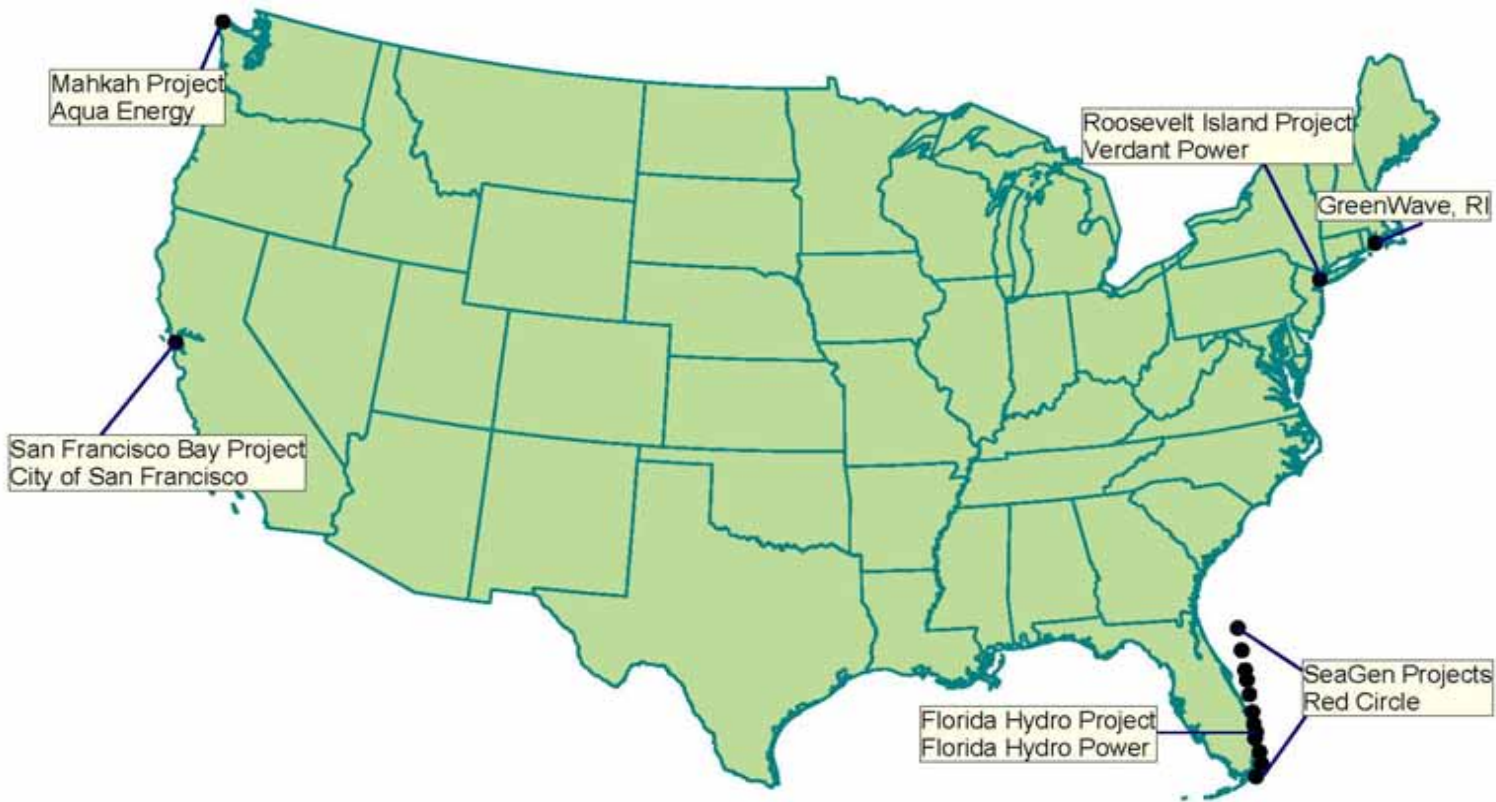 Mahkah Project
Aqua Energy
Roosevelt Island Project
Verdant Power
GreenWave, RI
San Francisco Bay Project
City of San Francisco
SeaGen Projects
Red Circle
Florida Hydro Project
Florida Hydro Power